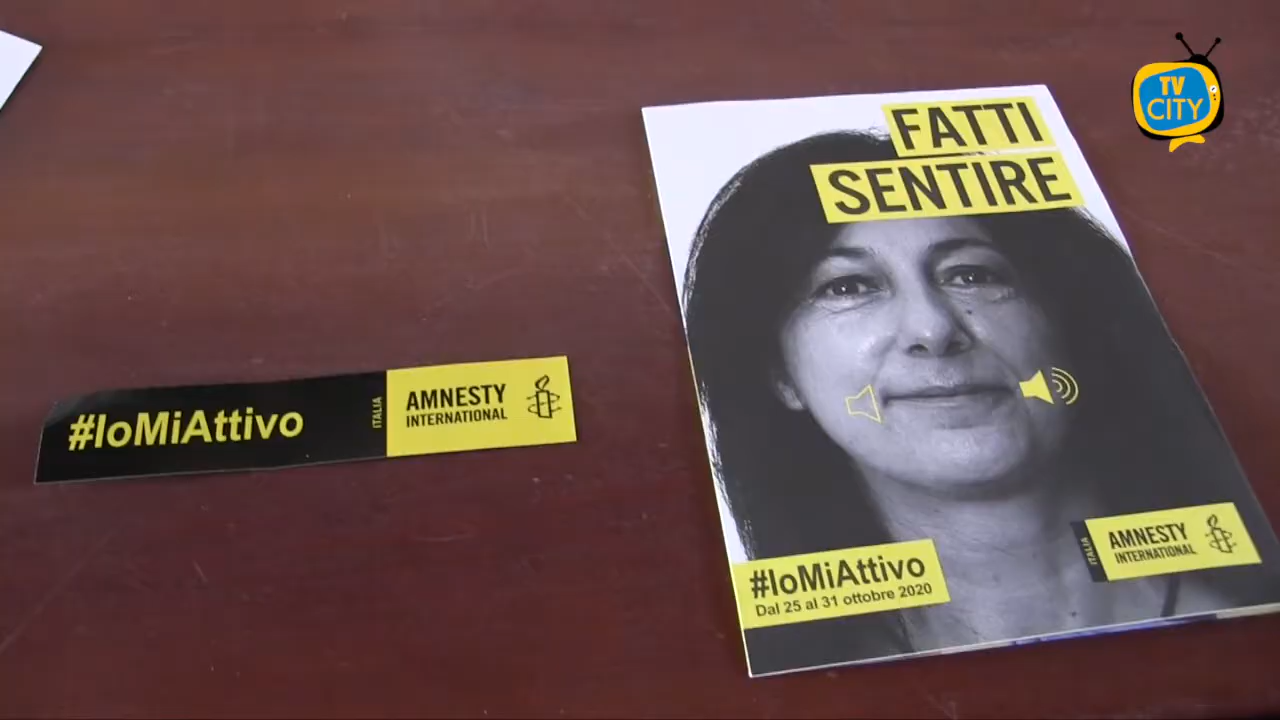 TV
CITY
FATTI
SENTIRE
#IoMiAttivo
ITALIA
AMNESTY
INTERNATIONAL
#IoMiAttivo
Dal 25 al 31 ottobre 2020
ITALIA
AMNESTY
INTERNATIONAL